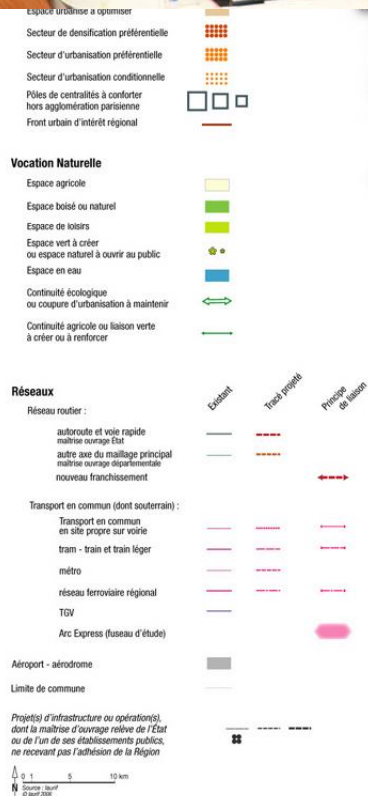 Espace urbanisé à optimiser
Secteur de densification préférentielle
Secteur d'urbanisation préférentielle
Secteur d'urbanisation conditionnelle
Pôles de centralités à conforter
hors agglomération parisienne
Front urbain d'intérêt régional
Vocation Naturelle
Espace agricole
Espace boisé ou naturel
Espace de loisirs
Espace vert à créer
ou espace naturel à ouvrir au public
Espace en eau
Continuité écologique
ou coupure d'urbanisation à maintenir
Continuité agricole ou liaison verte
à créer ou à renforcer
Réseaux
Existant
Tracé projeté
Principe
de liaison
Réseau routier :
autoroute et voie rapide
maîtrise ouvrage État
autre axe du maillage principal
maîtrise ouvrage départementale
nouveau franchissement
Transport en commun (dont souterrain) :
Transport en commun
en site propre sur voirie
tram - train et train léger
métro
réseau ferroviaire régional
TGV
Arc Express (fuseau d'étude)
Aéroport - aérodrome
Limite de commune
Projet(s) d'infrastructure ou opération(s),
dont la maîtrise d'ouvrage relève de l'État
ou de l'un de ses établissements publics,
ne recevant pas l'adhésion de la Région
0 1 5 10 km
N
Source : Iaurif
© Iaurif 2008